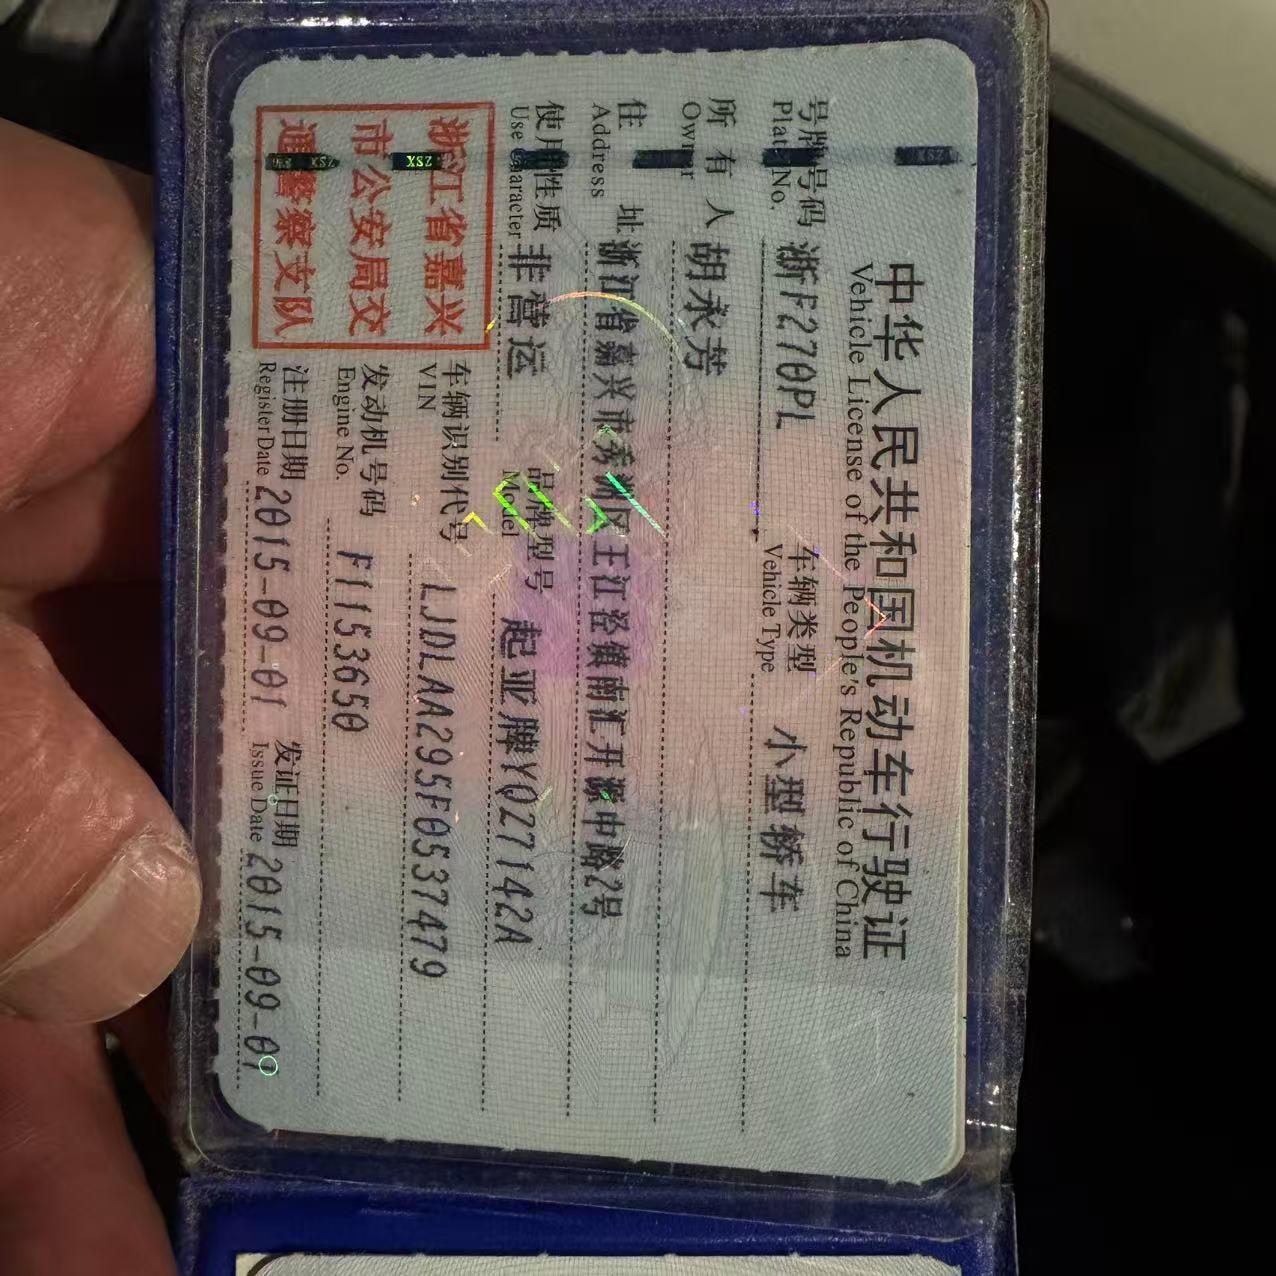 中华人民共和国机动车行驶证
Vehicle License of the People's Republic of China
号牌号码 浙F270PL 车辆类型 小型轿车
Plate No. Vehicle Type
所有人 胡永芳
Owner
住址 浙江省嘉兴市秀洲区王江泾镇南汇开源中路2号
Address
使用性质 非营运 品牌型号 起亚牌YQZ7142A
Use Character Model
浙江省嘉兴
市公安局交
通警察支队
车辆识别代号 LJDLAA295F0537479
VIN
发动机号码 F1153650
Engine No.
注册日期 2015-09-01 发证日期 2015-09-01
Register Date Issue Date